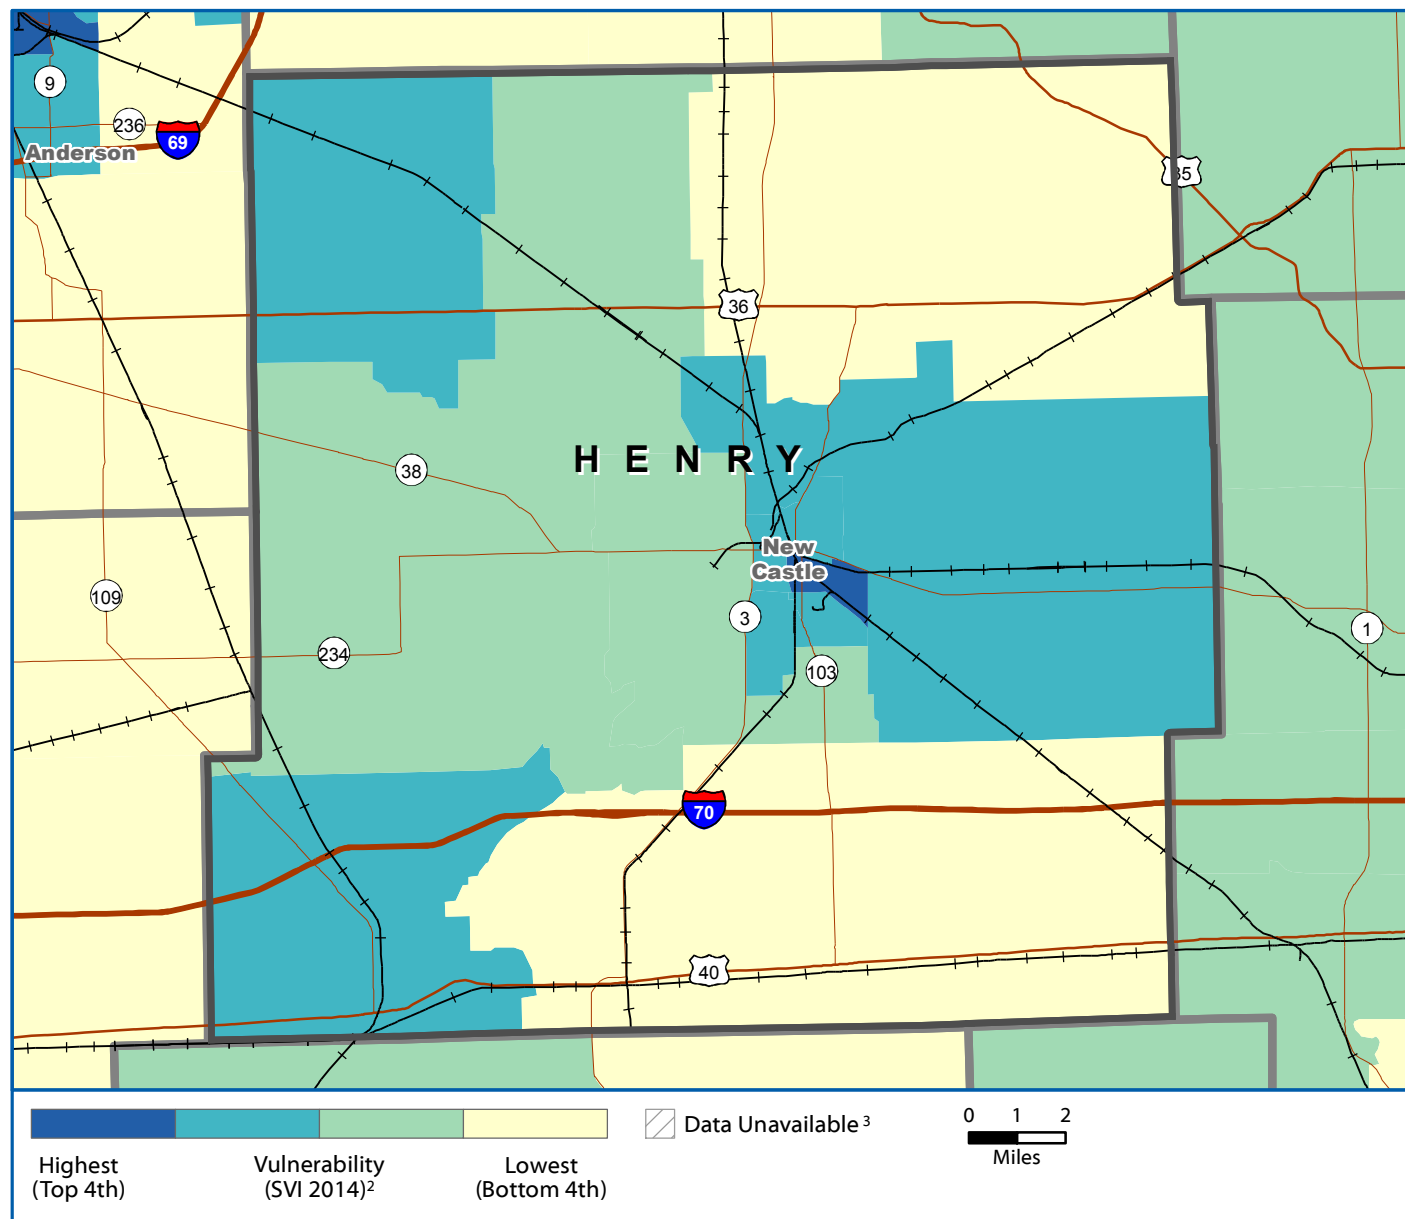 9
236
69
Anderson
35
36
H E N R Y
38
New
Castle
109
3
1
234
103
70
40
Highest
(Top 4th)
Vulnerability
(SVI 2014)2
Lowest
(Bottom 4th)
Data Unavailable 3
0 1 2
Miles